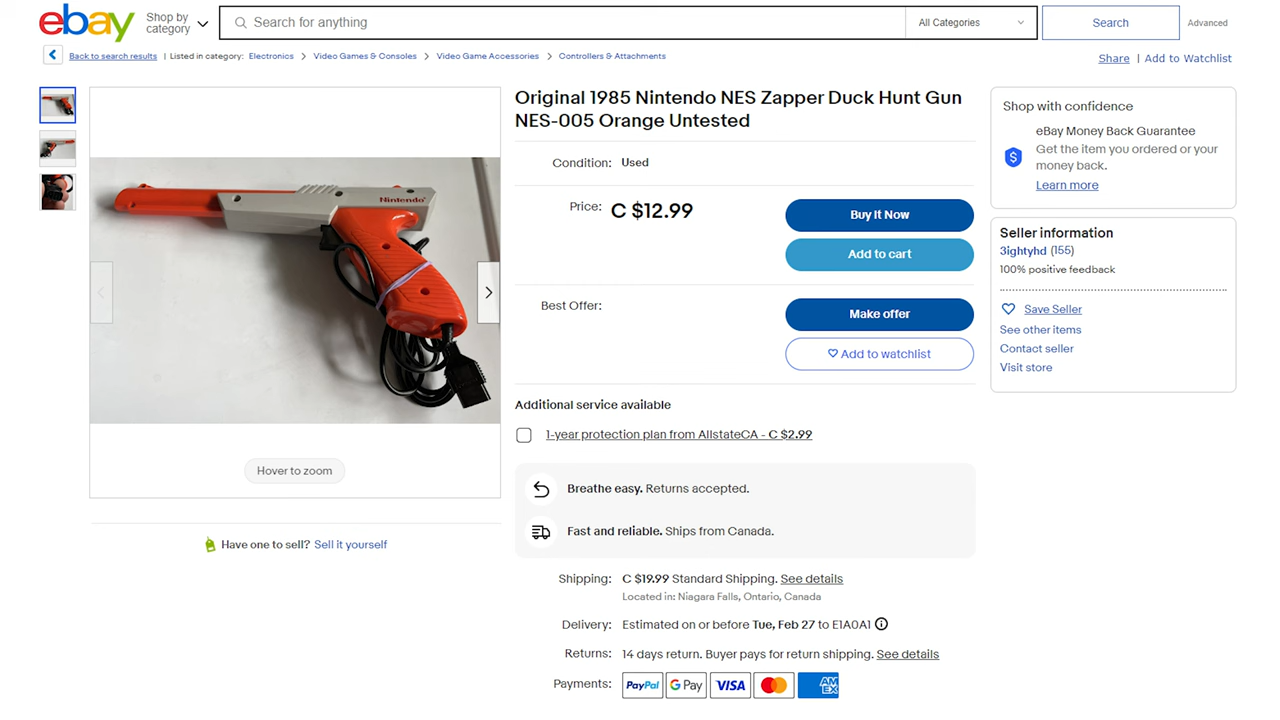 ebay
Shop by
category
Search for anything
All Categories
Search
Advanced
Back to search results | Listed in category: Electronics > Video Games & Consoles > Video Game Accessories > Controllers & Attachments
Share | Add to Watchlist
Nintendo
Hover to zoom
Have one to sell? Sell it yourself
Original 1985 Nintendo NES Zapper Duck Hunt Gun
NES-005 Orange Untested
Condition: Used
Price: C $12.99
Buy It Now
Add to cart
Best Offer:
Make offer
Add to watchlist
Additional service available
1-year protection plan from AllstateCA - C $2.99
Breathe easy. Returns accepted.
Fast and reliable. Ships from Canada.
Shipping: C $19.99 Standard Shipping. See details
Located in: Niagara Falls, Ontario, Canada
Delivery: Estimated on or before Tue, Feb 27 to E1A0A1
Returns: 14 days return. Buyer pays for return shipping. See details
Payments: PayPal G Pay VISA AMEX
Shop with confidence
eBay Money Back Guarantee
Get the item you ordered or your
money back.
Learn more
Seller information
3ightyhd (155)
100% positive feedback
Save Seller
See other items
Contact seller
Visit store